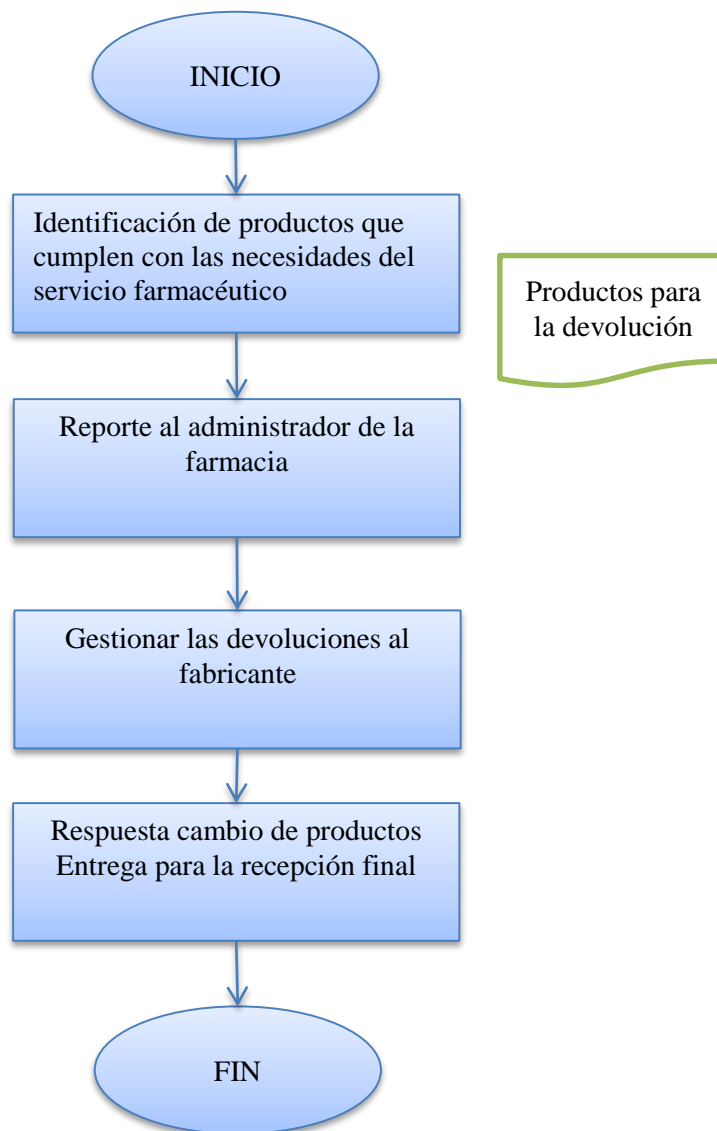 INICIO
Identificación de productos que
cumplen con las necesidades del
servicio farmacéutico
Productos para
la devolución
Reporte al administrador de la
farmacia
Gestionar las devoluciones al
fabricante
Respuesta cambio de productos
Entrega para la recepción final
FIN